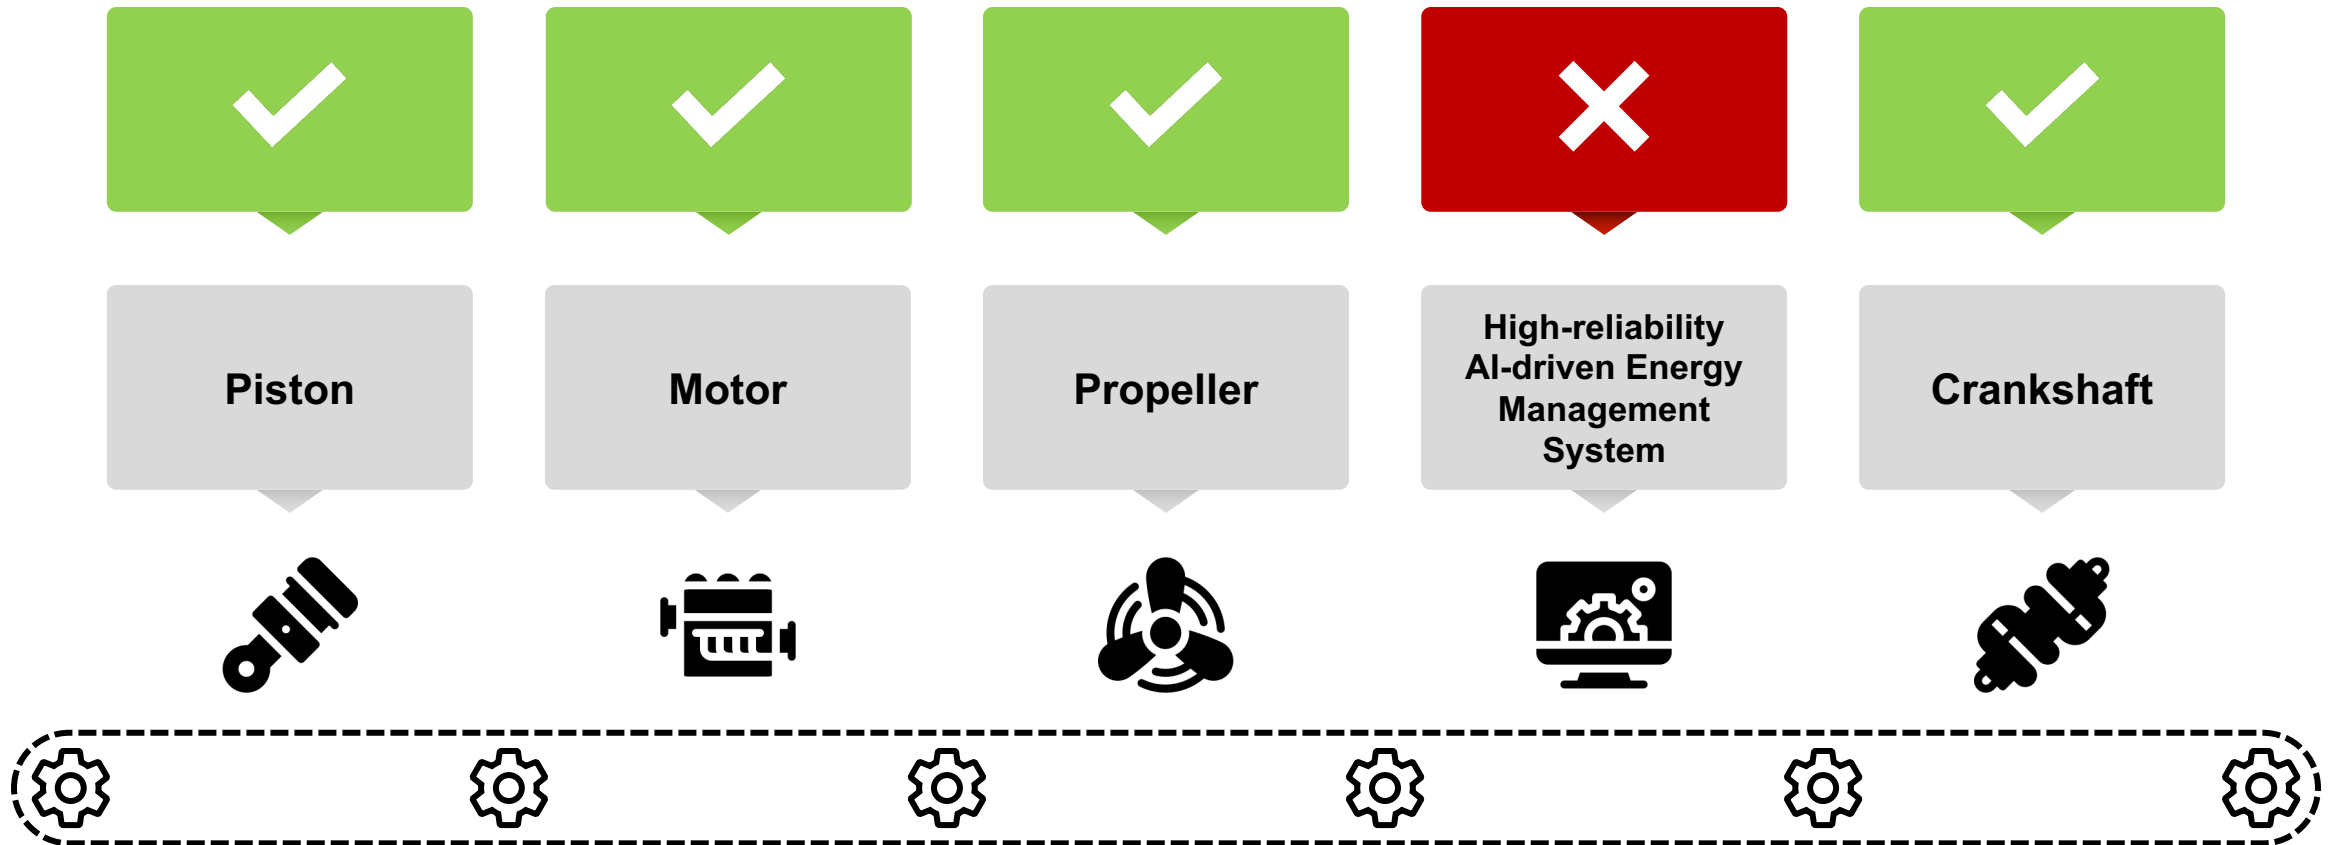 Piston
Motor
Propeller
High-reliability
AI-driven Energy
Management
System
Crankshaft